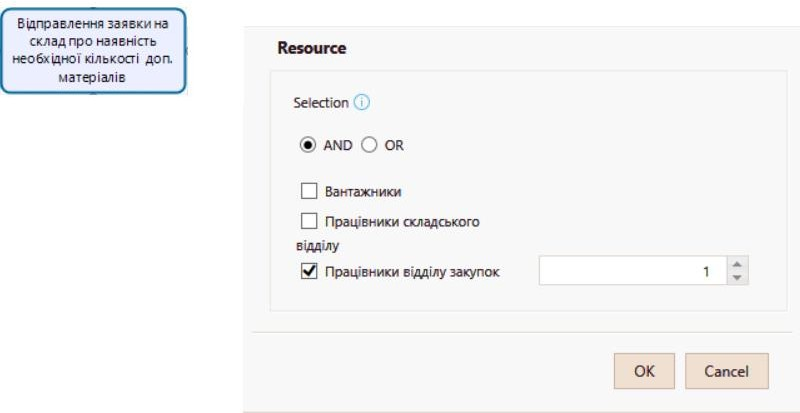 Відправлення заявки на
склад про наявність
необхідної кількості доп.
матеріалів
Resource
Selection
AND OR
Вантажники
Працівники складського
відділу
Працівники відділу закупок 1
OK Cancel